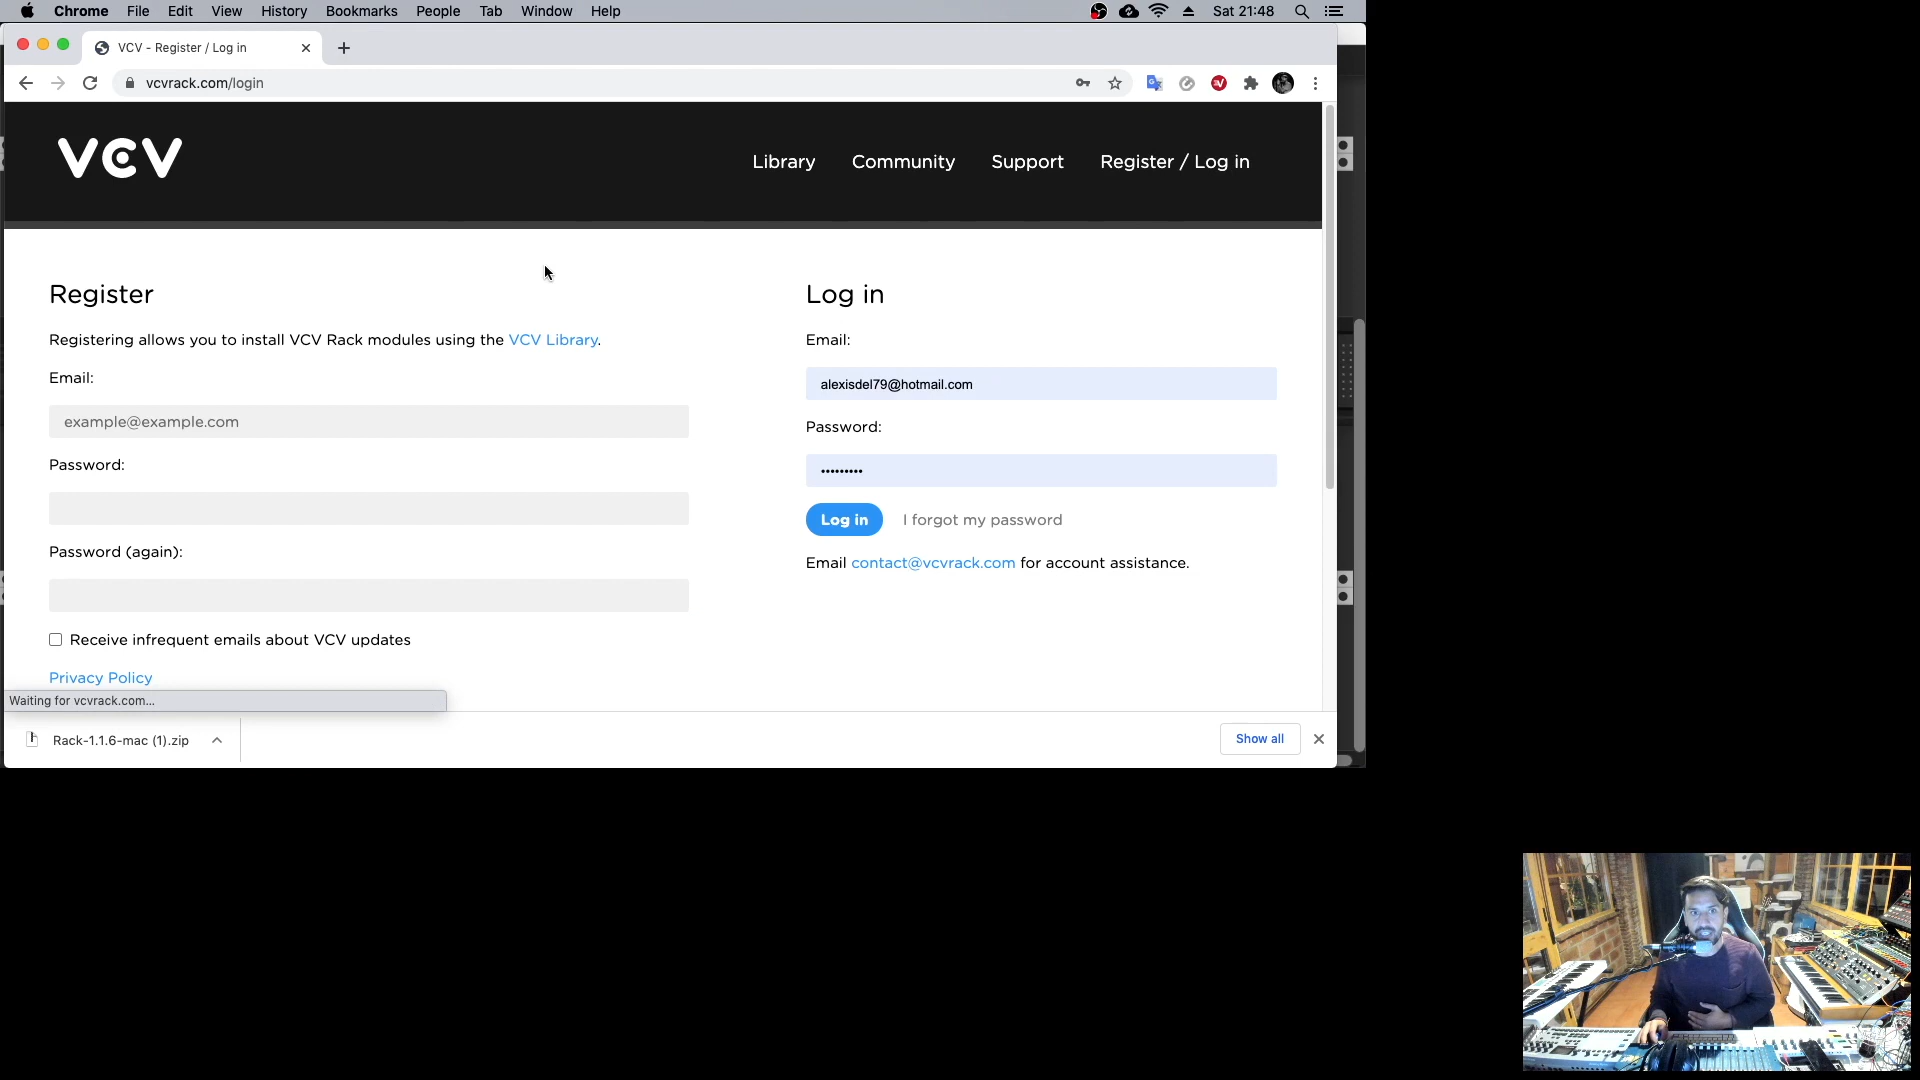 Chrome File Edit View History Bookmarks People Tab Window Help Sat 21:48
VCV - Register / Log in
vcvrack.com/login
VCV
Library Community Support Register / Log in
Register
Registering allows you to install VCV Rack modules using the VCV Library.
Email:
example@example.com
Password:
Password (again):
Receive infrequent emails about VCV updates
Privacy Policy
Log in
Email:
alexisdel79@hotmail.com
Password:
•••••••••
Log in I forgot my password
Email contact@vcvrack.com for account assistance.
Waiting for vcvrack.com...
Rack-1.1.6-mac (1).zip
Show all